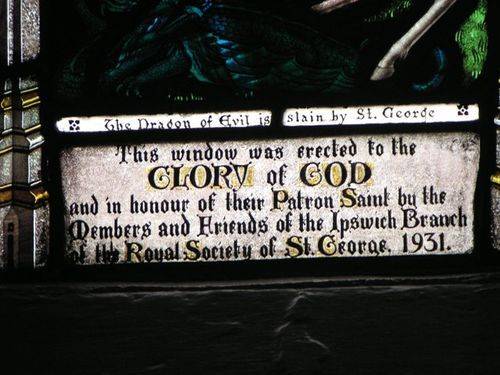 The Dragon of Evil is slain by St. George
This window was erected to the
GLORY of GOD
and in honour of their Patron Saint by the
Members and Friends of the Ipswich Branch
of the Royal Society of St. George. 1931.